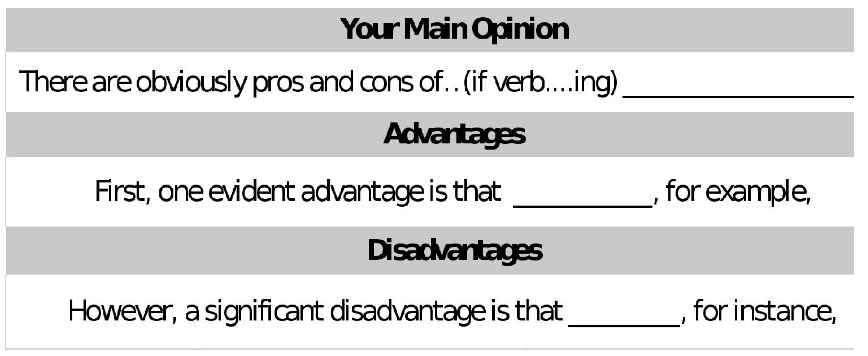 Your Main Opinion
There are obviously pros and cons of. . (if verb....ing) _________________
Advantages
First, one evident advantage is that __________, for example,
Disadvantages
However, a significant disadvantage is that ________, for instance,